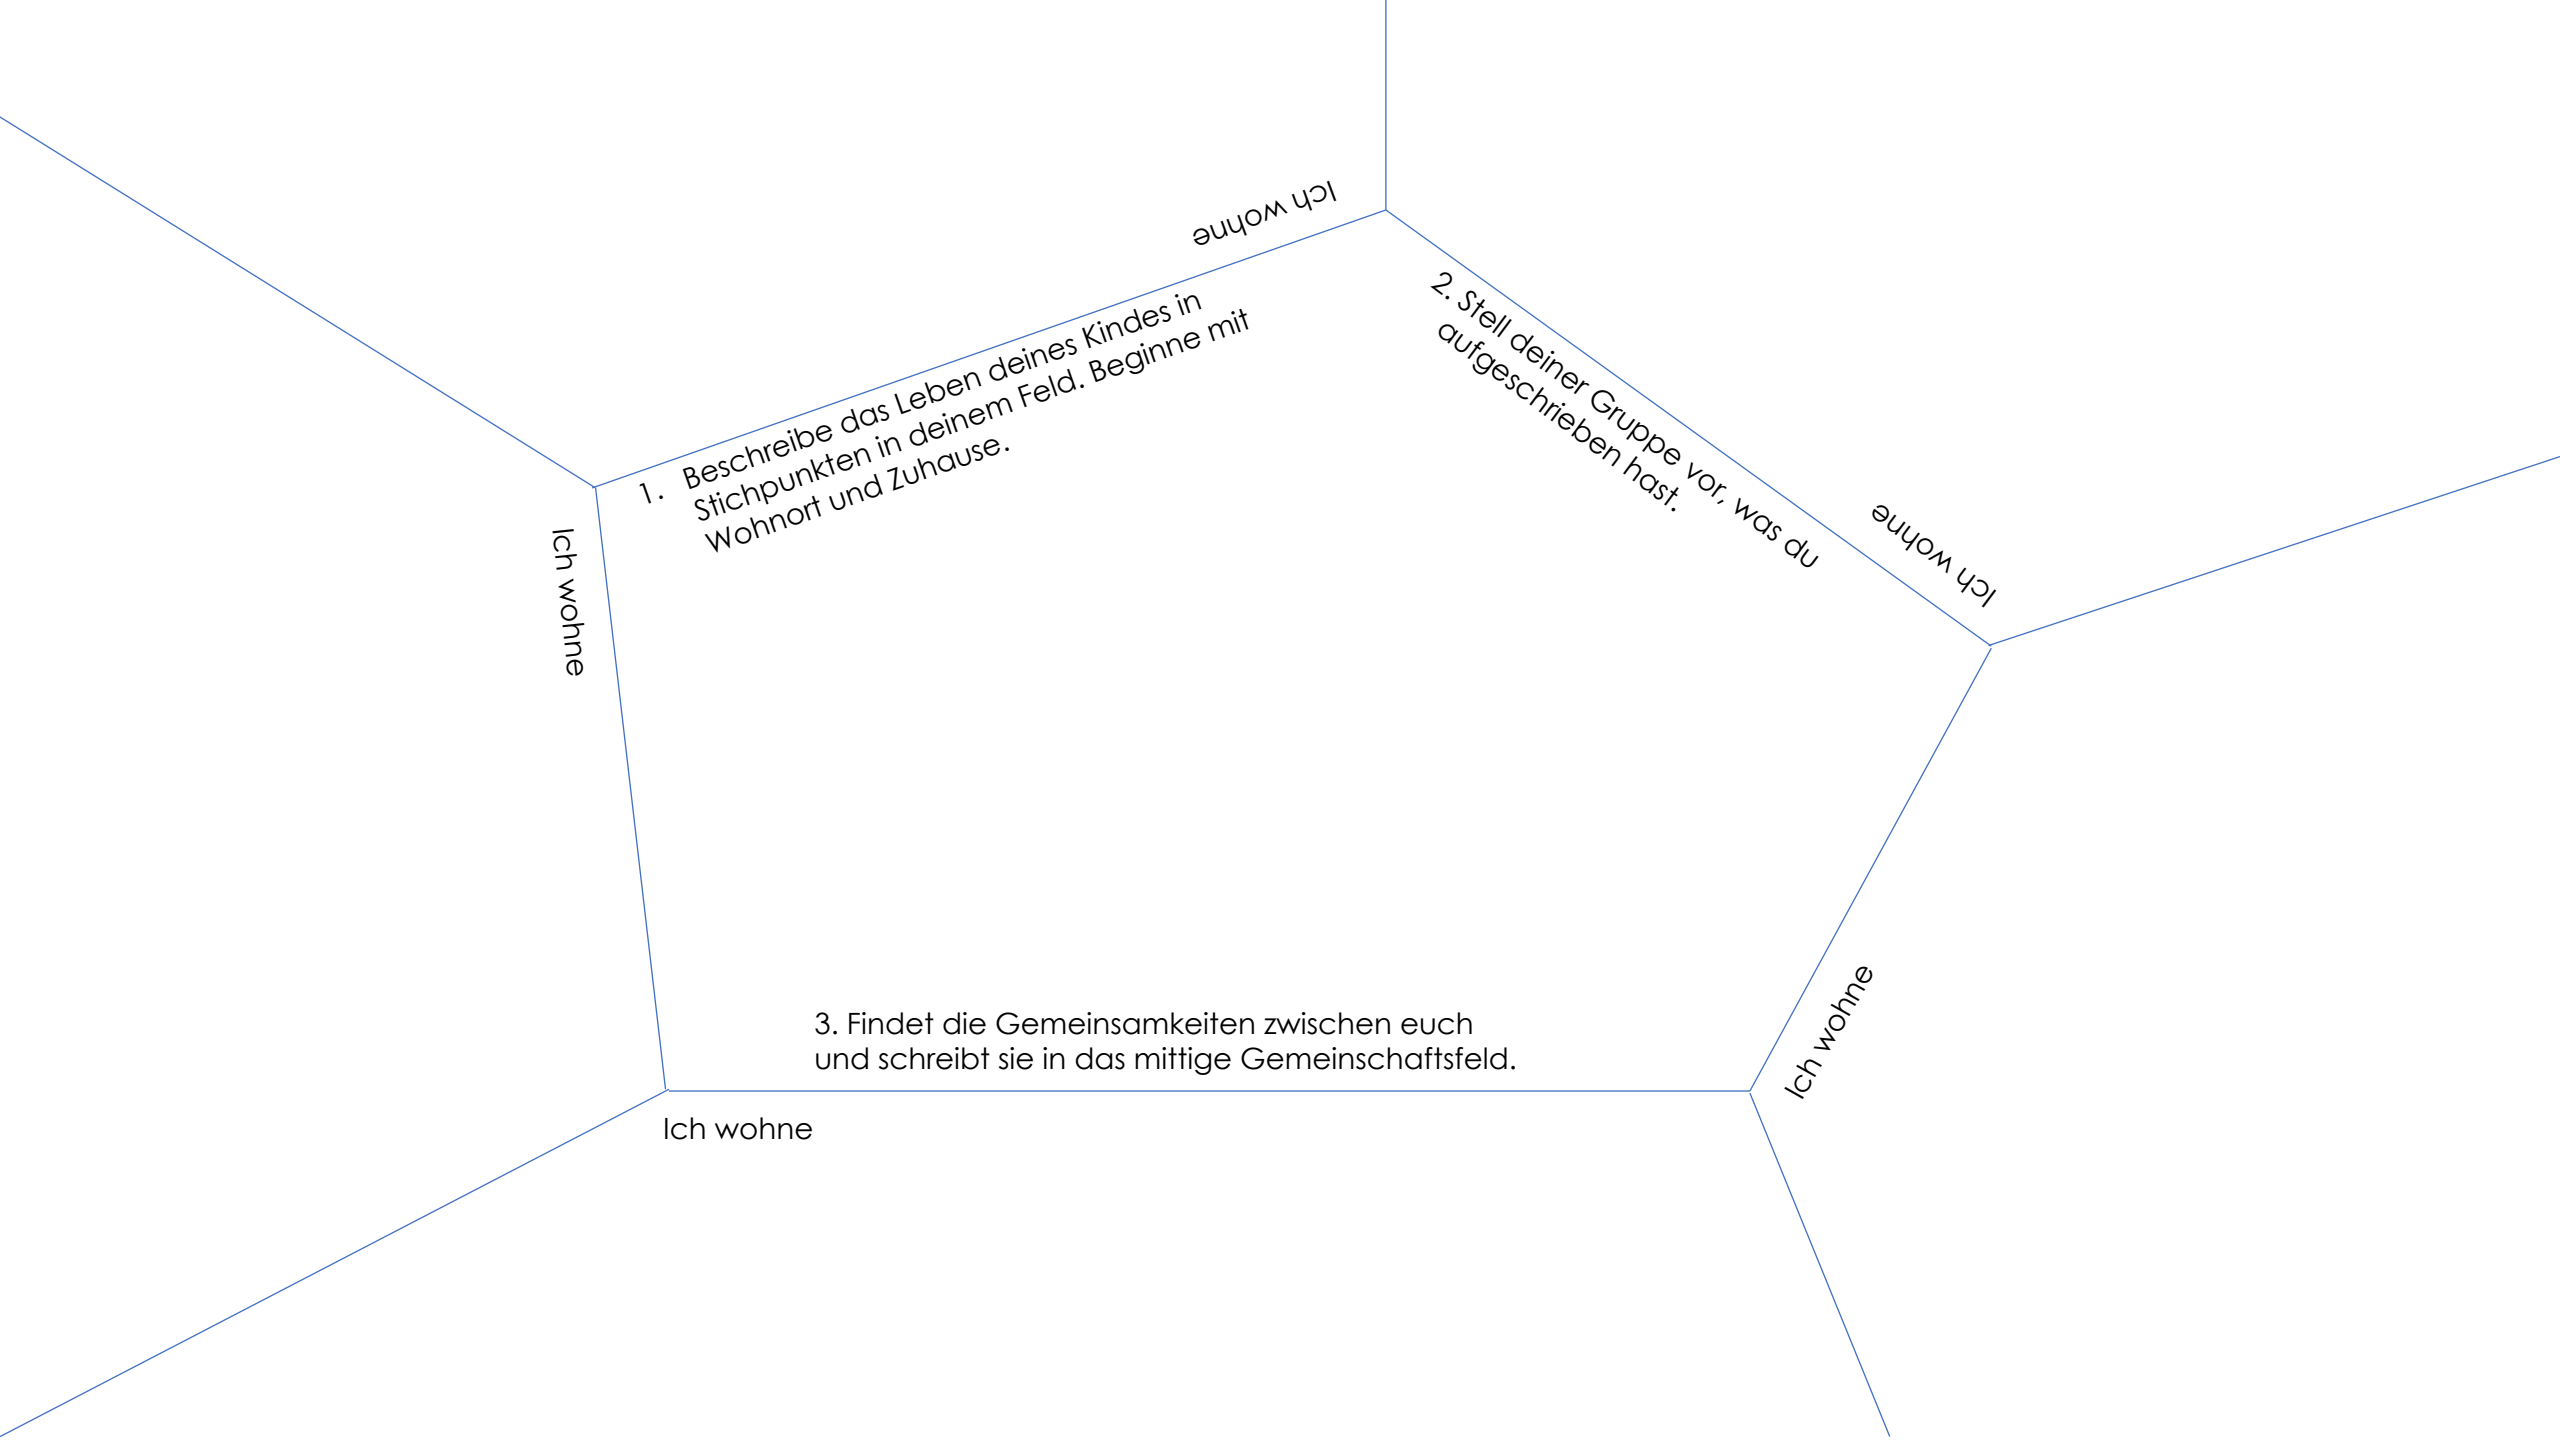 Ich wohne
1. Beschreibe das Leben deines Kindes in
Stichpunkten in deinem Feld. Beginne mit
Wohnort und Zuhause.
2. Stell deiner Gruppe vor, was du
aufgeschrieben hast.
Ich wohne
Ich wohne
Ich wohne
3. Findet die Gemeinsamkeiten zwischen euch
und schreibt sie in das mittige Gemeinschaftsfeld.
Ich wohne